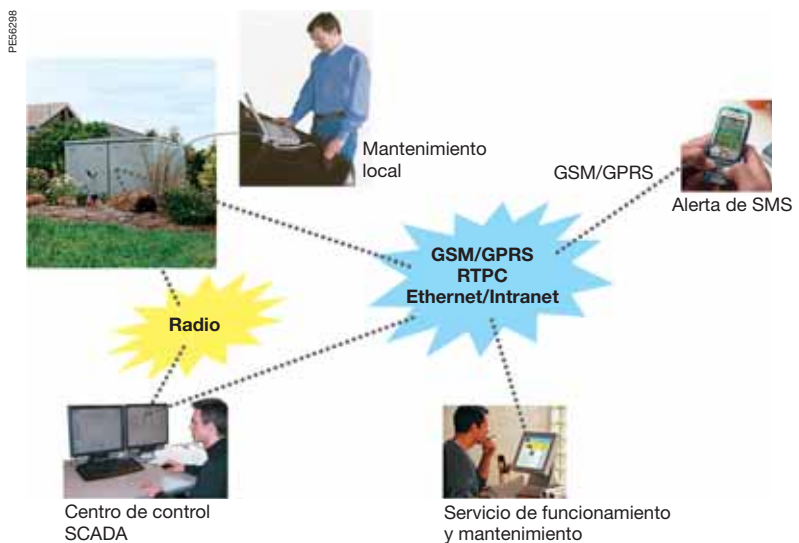 PE56298
Mantenimiento
local
GSM/GPRS
Alerta de SMS
GSM/GPRS
RTPC
Ethernet/Intranet
Radio
Centro de control
SCADA
Servicio de funcionamiento
y mantenimiento